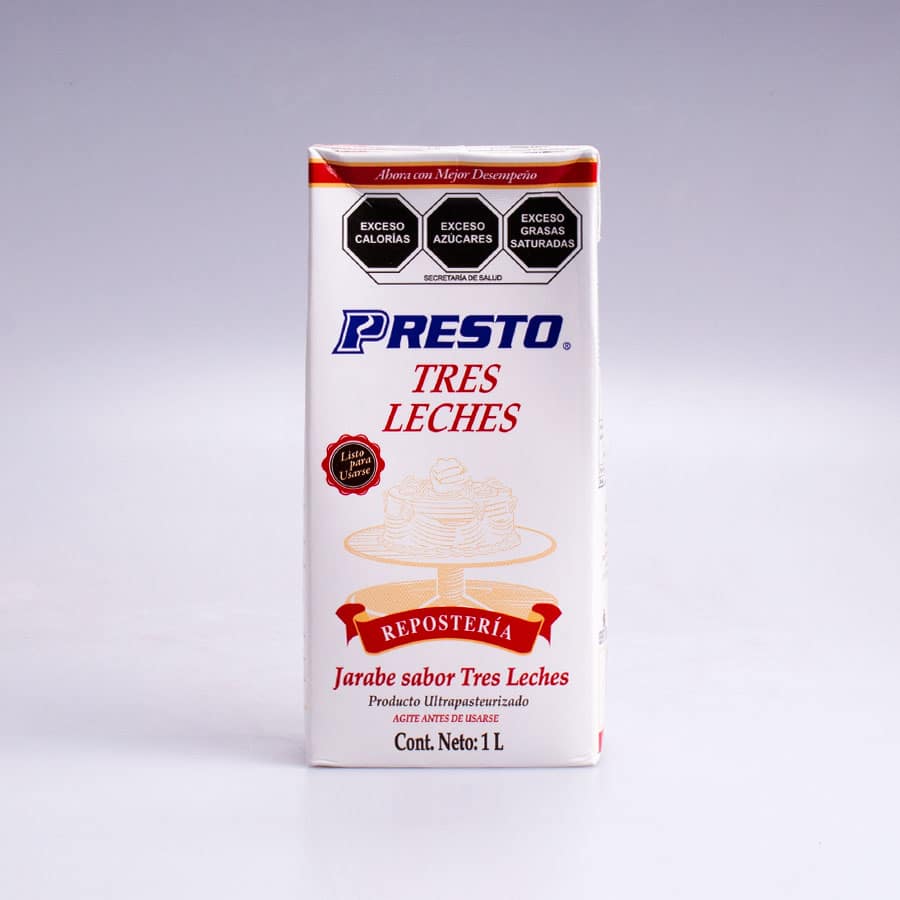 Ahora con Mejor Desempeño
EXCESO
CALORÍAS
EXCESO
AZÚCARES
EXCESO
GRASAS
SATURADAS
SECRETARÍA DE SALUD
PRESTO®
TRES
LECHES
Listo
para
Usarse
REPOSTERÍA
Jarabe sabor Tres Leches
Producto Ultrapasteurizado
AGITE ANTES DE USARSE
Cont. Neto: 1 L